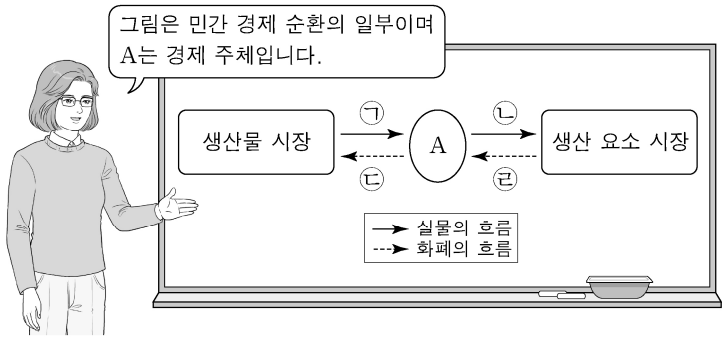 그림은 민간 경제 순환의 일부이며
A는 경제 주체입니다.
생산물 시장
㉠
㉢
A
㉡
㉣
생산 요소 시장
실물의 흐름
화폐의 흐름